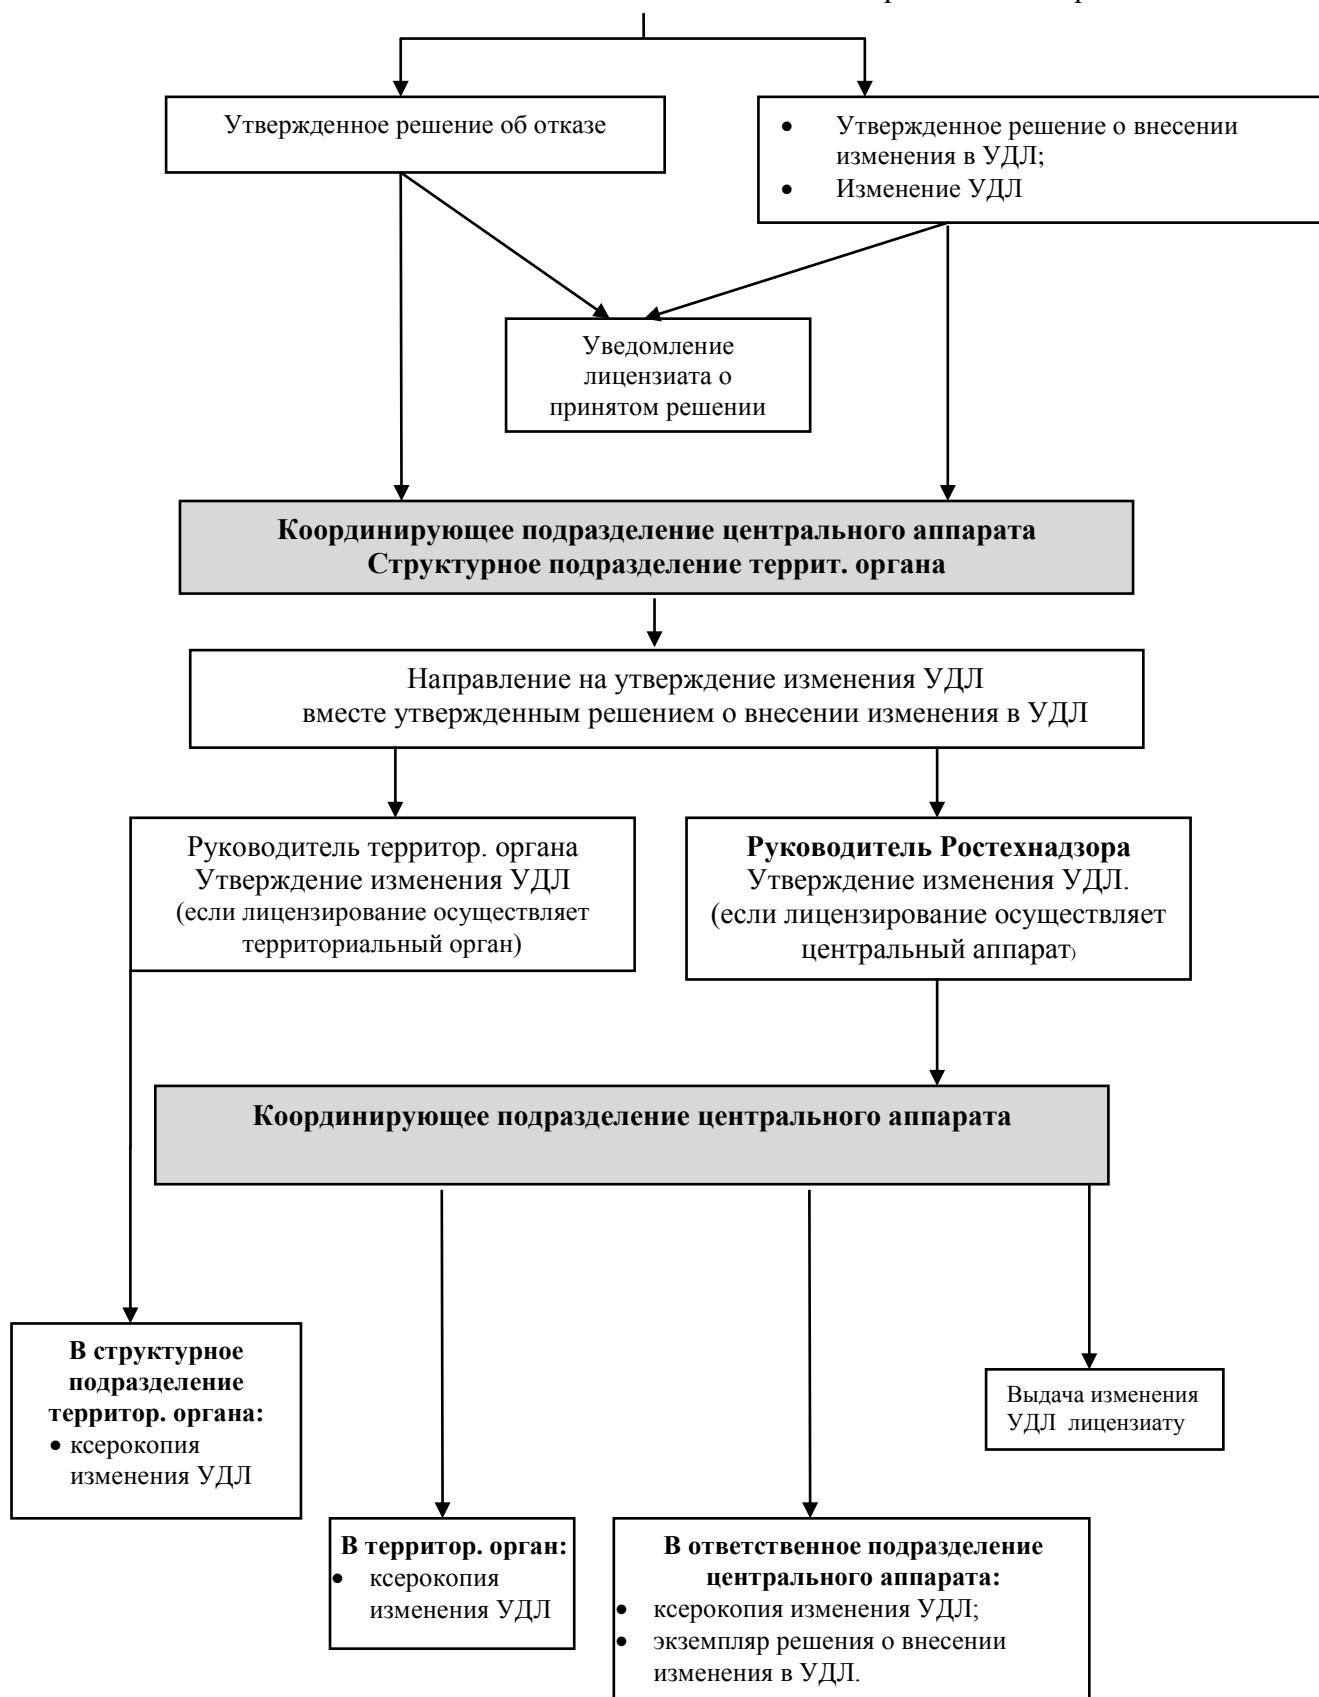 Утвержденное решение об отказе
• Утвержденное решение о внесении
изменения в УДЛ;
• Изменение УДЛ
Уведомление
лицензиата о
принятом решении
Координирующее подразделение центрального аппарата
Структурное подразделение террит. органа
Направление на утверждение изменения УДЛ
вместе утвержденным решением о внесении изменения в УДЛ
Руководитель территор. органа
Утверждение изменения УДЛ
(если лицензирование осуществляет
территориальный орган)
Руководитель Ростехнадзора
Утверждение изменения УДЛ.
(если лицензирование осуществляет
центральный аппарат)
Координирующее подразделение центрального аппарата
В структурное
подразделение
территор. органа:
• ксерокопия
изменения УДЛ
Выдача изменения
УДЛ лицензиату
В территор. орган:
• ксерокопия
изменения УДЛ
В ответственное подразделение
центрального аппарата:
• ксерокопия изменения УДЛ;
• экземпляр решения о внесении
изменения в УДЛ.